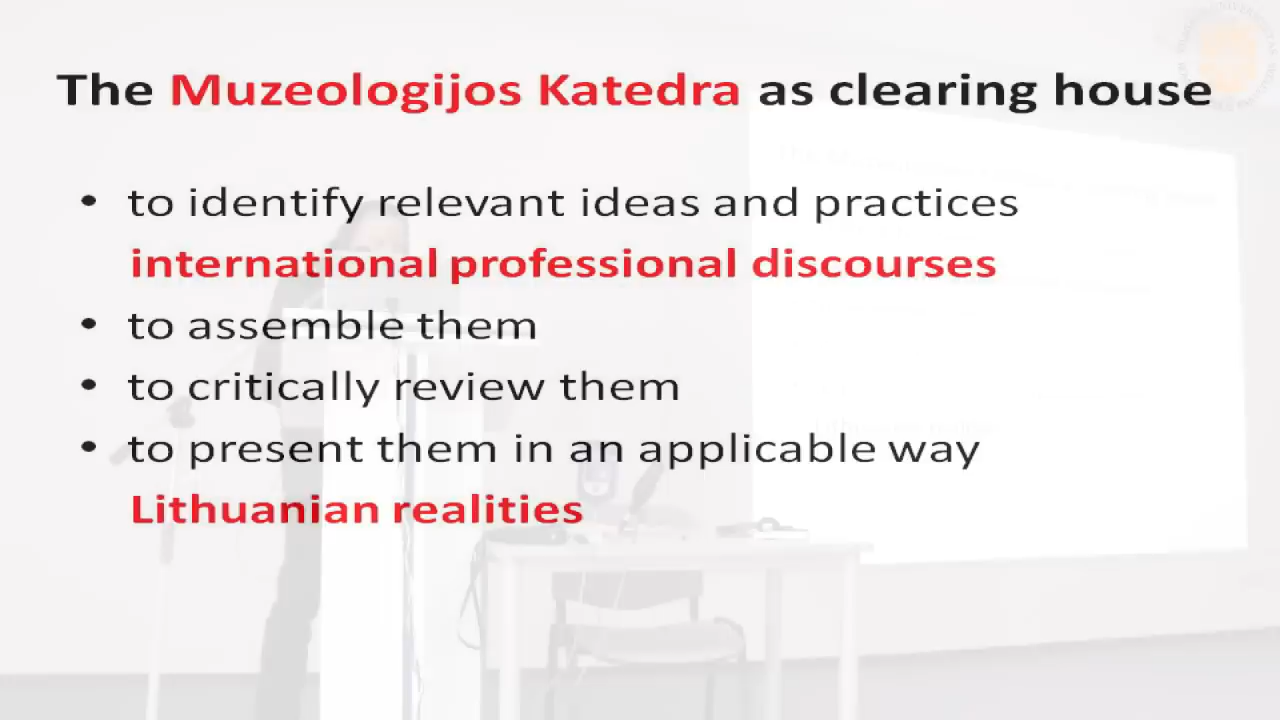 The Muzeologijos Katedra as clearing house
• to identify relevant ideas and practices
international professional discourses
• to assemble them
• to critically review them
• to present them in an applicable way
Lithuanian realities